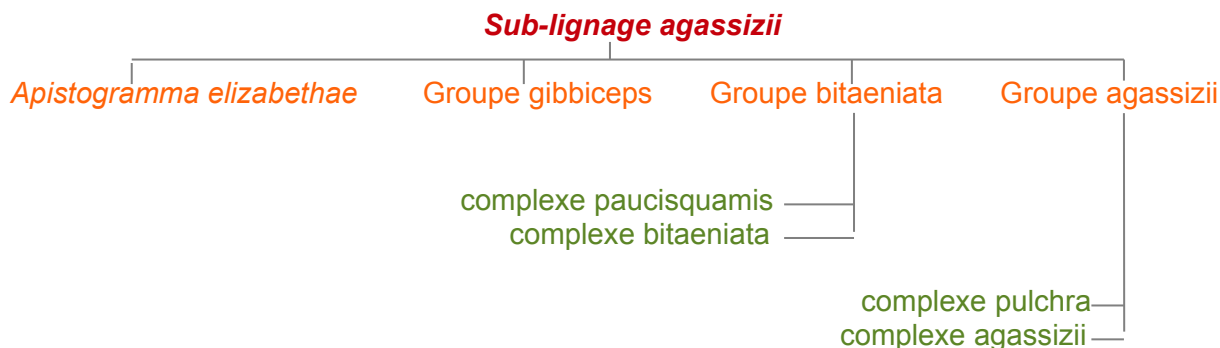 Sub-lignage agassizii
Apistogramma elizabethae Groupe gibbiceps Groupe bitaeniata Groupe agassizii
complexe paucisquamis
complexe bitaeniata
complexe pulchra
complexe agassizii